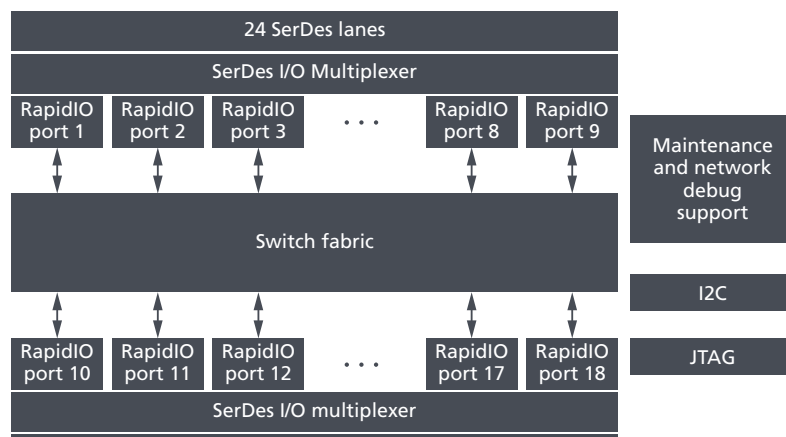 24 SerDes lanes
SerDes I/O Multiplexer
RapidIO
port 1
RapidIO
port 2
RapidIO
port 3
. . .
RapidIO
port 8
RapidIO
port 9
Maintenance
and network
debug
support
Switch fabric
I2C
RapidIO
port 10
RapidIO
port 11
RapidIO
port 12
. . .
RapidIO
port 17
RapidIO
port 18
JTAG
SerDes I/O multiplexer